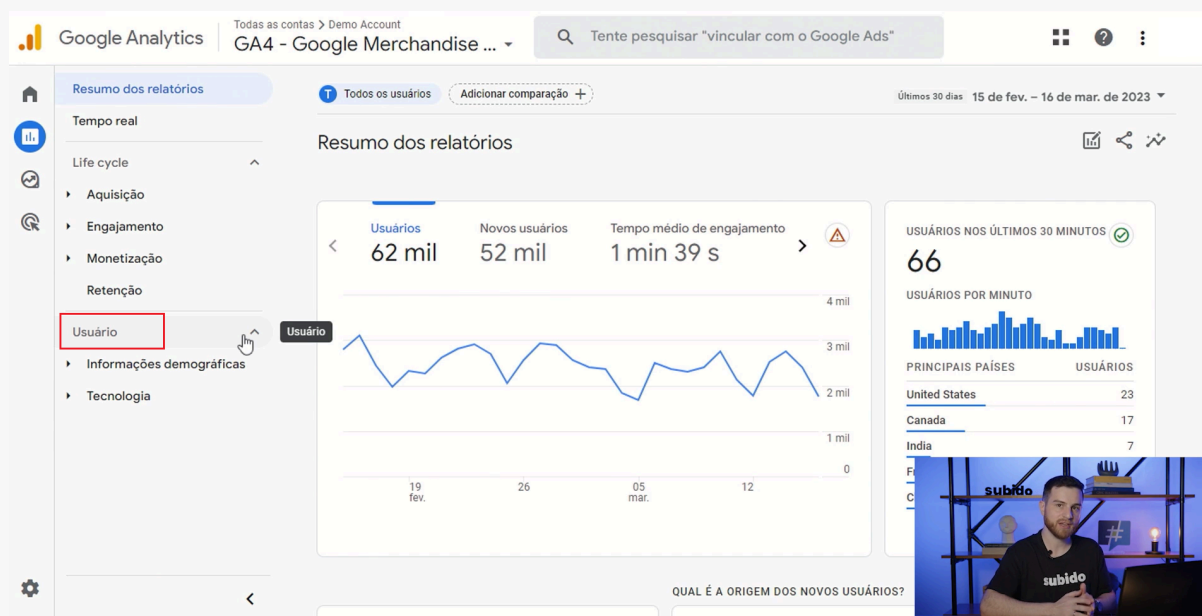 Google Analytics
Todas as contas > Demo Account
GA4 - Google Merchandise ...
Tente pesquisar "vincular com o Google Ads"
Resumo dos relatórios
Tempo real
Life cycle
Aquisição
Engajamento
Monetização
Retenção
Usuário
Usuário
Informações demográficas
Tecnologia
T Todos os usuários
Adicionar comparação +
Últimos 30 dias 15 de fev. – 16 de mar. de 2023
Resumo dos relatórios
Usuários
62 mil
Novos usuários
52 mil
Tempo médio de engajamento
1 min 39 s
4 mil
3 mil
2 mil
1 mil
0
19
fev.
26
05
mar.
12
USUÁRIOS NOS ÚLTIMOS 30 MINUTOS
66
USUÁRIOS POR MINUTO
PRINCIPAIS PAÍSES USUÁRIOS
United States 23
Canada 17
India 7
QUAL É A ORIGEM DOS NOVOS USUÁRIOS?
subido
#
subido